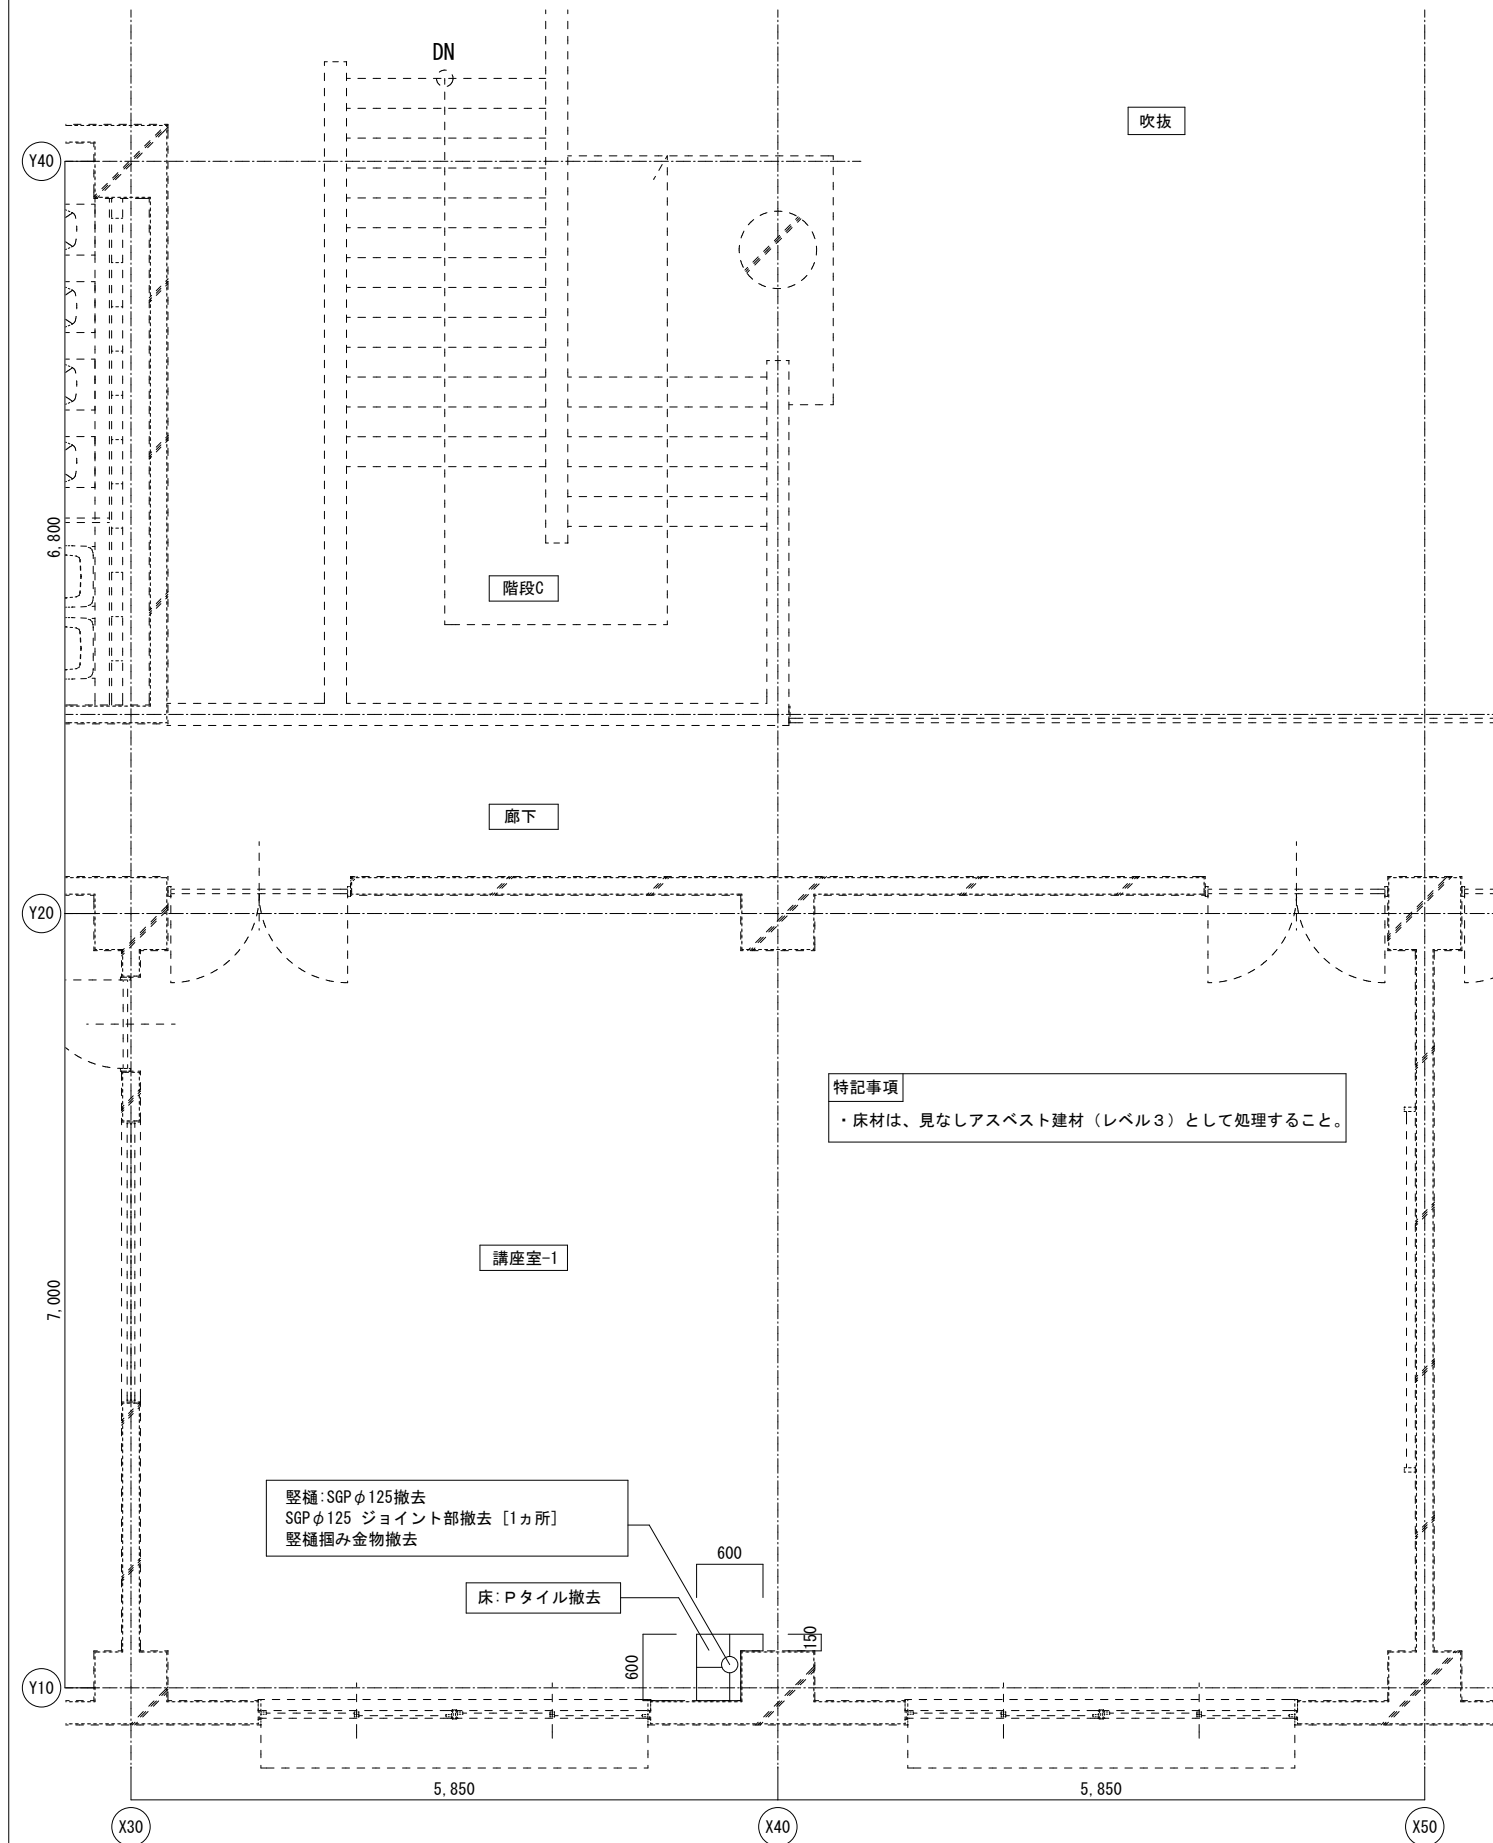 DN
吹抜
Y40
6,800
階段C
廊下
Y20
特記事項
・床材は、見なしアスベスト建材（レベル３）として処理すること。
講座室-1
7,000
竪樋:SGPφ125撤去
SGPφ125 ジョイント部撤去 [1ヵ所]
竪樋掴み金物撤去
600
床:Ｐタイル撤去
150
600
Y10
5,850
5,850
X30
X40
X50